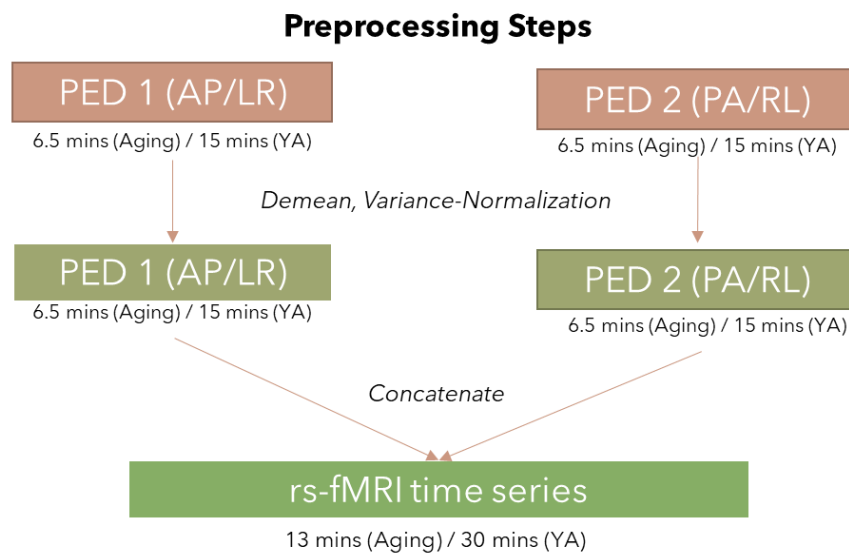 Preprocessing Steps
PED 1 (AP/LR)
PED 2 (PA/RL)
6.5 mins (Aging) / 15 mins (YA)
6.5 mins (Aging) / 15 mins (YA)
Demean, Variance-Normalization
PED 1 (AP/LR)
PED 2 (PA/RL)
6.5 mins (Aging) / 15 mins (YA)
6.5 mins (Aging) / 15 mins (YA)
Concatenate
rs-fMRI time series
13 mins (Aging) / 30 mins (YA)